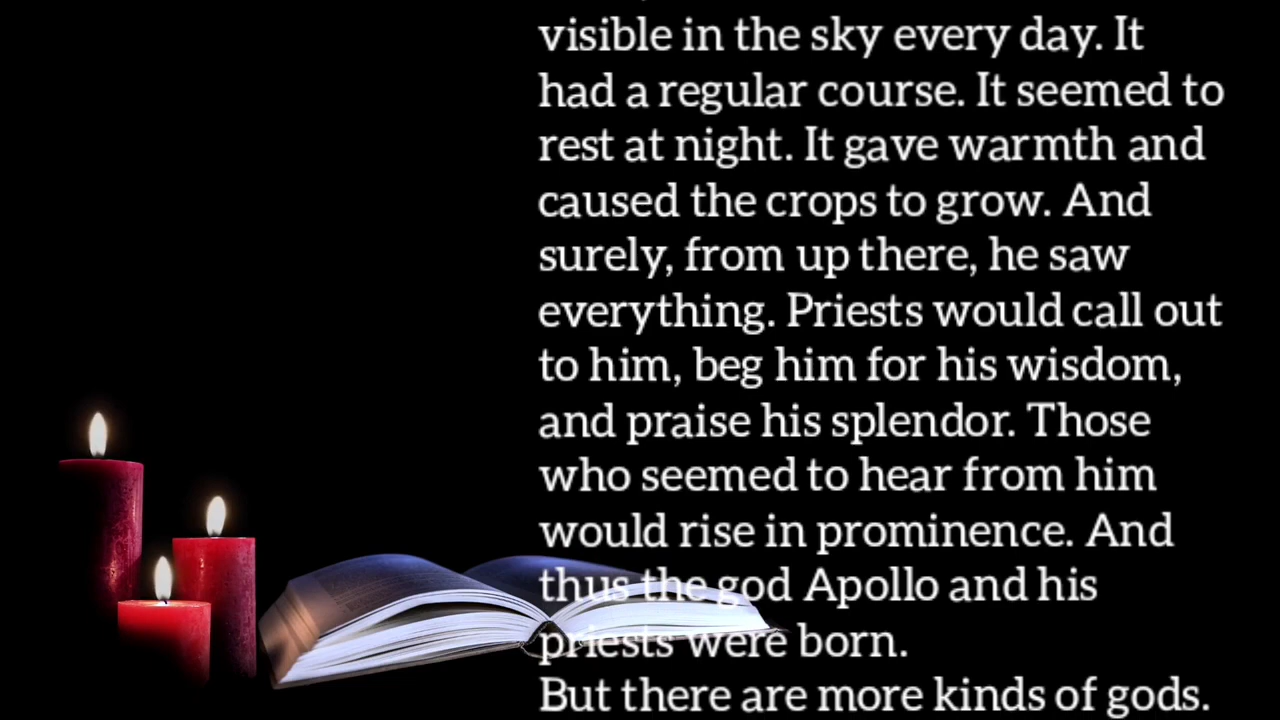 visible in the sky every day. It
had a regular course. It seemed to
rest at night. It gave warmth and
caused the crops to grow. And
surely, from up there, he saw
everything. Priests would call out
to him, beg him for his wisdom,
and praise his splendor. Those
who seemed to hear from him
would rise in prominence. And
thus the god Apollo and his
priests were born.
But there are more kinds of gods.